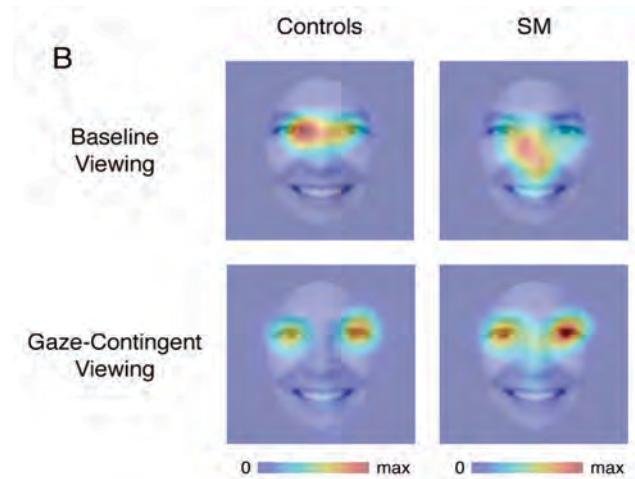 Controls
SM
B
Baseline
Viewing
Gaze-Contingent
Viewing
0 max
0 max